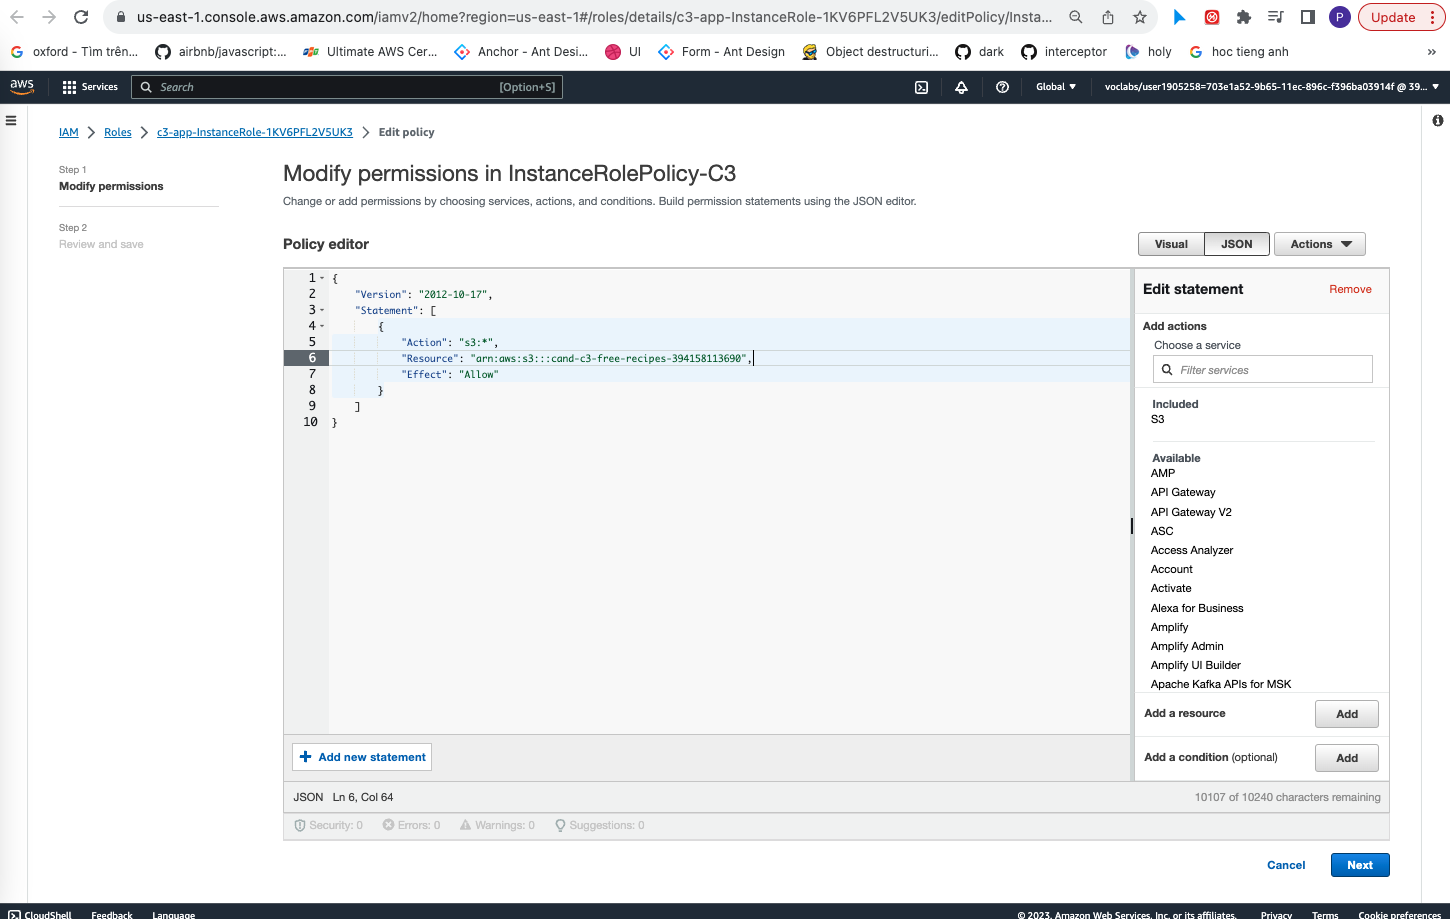 us-east-1.console.aws.amazon.com/iamv2/home?region=us-east-1#/roles/details/c3-app-InstanceRole-1KV6PFL2V5UK3/editPolicy/Insta...
P
Update
oxford - Tìm trên...
airbnb/javascript:...
Ultimate AWS Cer...
Anchor - Ant Desi...
UI
Form - Ant Design
Object destructuri...
dark
interceptor
holy
hoc tieng anh
»
aws
Services
Search
[Option+S]
Global
voclabs/user1905258=703e1a52-9b65-11ec-896c-f396ba03914f @ 39...
IAM > Roles > c3-app-InstanceRole-1KV6PFL2V5UK3 > Edit policy
Step 1
Modify permissions
Step 2
Review and save
Modify permissions in InstanceRolePolicy-C3
Change or add permissions by choosing services, actions, and conditions. Build permission statements using the JSON editor.
Policy editor
Visual
JSON
Actions
1 {
2 "Version": "2012-10-17",
3 "Statement": [
4 {
5 "Action": "s3:*",
6 "Resource": "arn:aws:s3:::cand-c3-free-recipes-394158113690",
7 "Effect": "Allow"
8 }
9 ]
10 }
Add new statement
Edit statement
Remove
Add actions
Choose a service
Filter services
Included
S3
Available
AMP
API Gateway
API Gateway V2
ASC
Access Analyzer
Account
Activate
Alexa for Business
Amplify
Amplify Admin
Amplify UI Builder
Apache Kafka APIs for MSK
Add a resource
Add
Add a condition (optional)
Add
JSON Ln 6, Col 64
10107 of 10240 characters remaining
Security: 0
Errors: 0
Warnings: 0
Suggestions: 0
Cancel
Next
CloudShell
Feedback
Language
© 2023, Amazon Web Services, Inc. or its affiliates.
Privacy
Terms
Cookie preferences